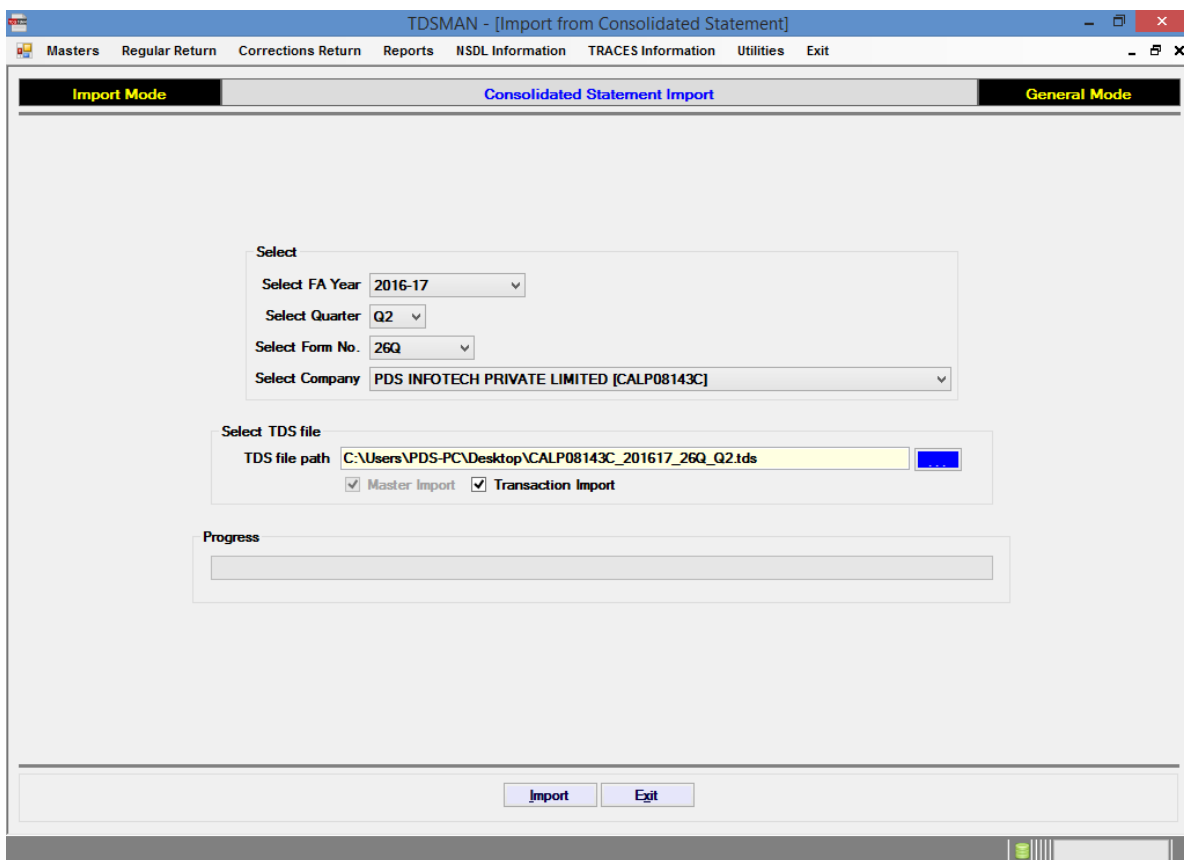 TDSMAN - [Import from Consolidated Statement]
Masters Regular Return Corrections Return Reports NSDL Information TRACES Information Utilities Exit
Import Mode Consolidated Statement Import General Mode
Select
Select FA Year 2016-17
Select Quarter Q2
Select Form No. 26Q
Select Company PDS INFOTECH PRIVATE LIMITED [CALP08143C]
Select TDS file
TDS file path C:\Users\PDS-PC\Desktop\CALP08143C_201617_26Q_Q2.tds ...
Master Import Transaction Import
Progress
Import Exit